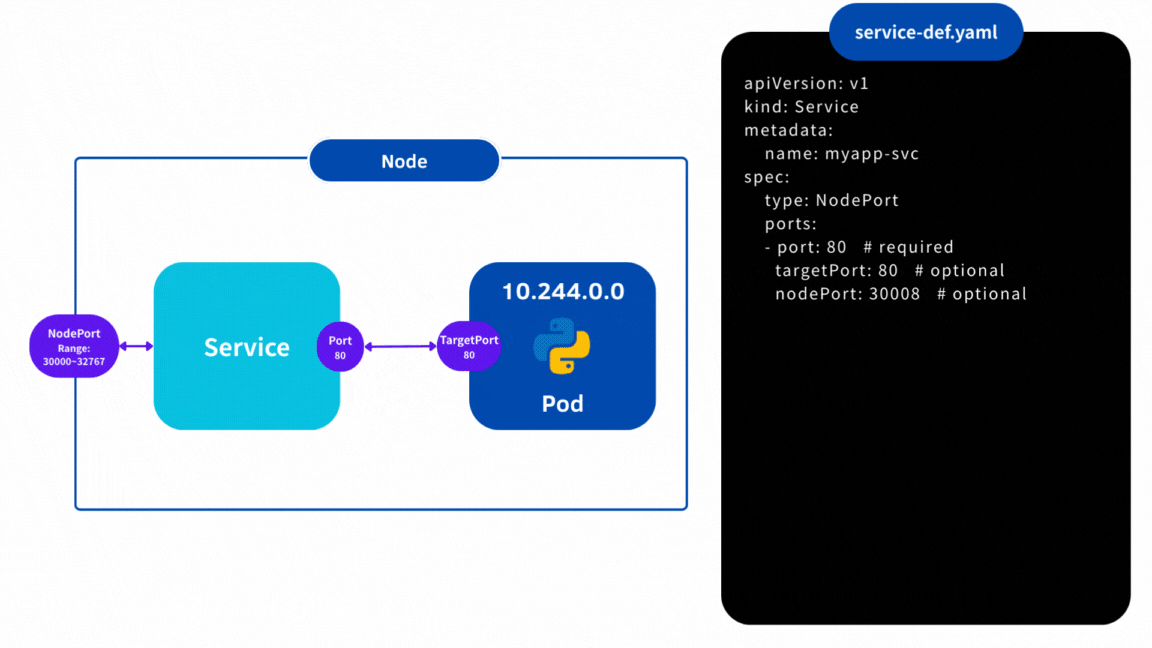 service-def.yaml
apiVersion: v1
kind: Service
metadata:
    name: myapp-svc
spec:
    type: NodePort
    ports:
    - port: 80   # required
      targetPort: 80   # optional
      nodePort: 30008   # optional
Node
10.244.0.0
NodePort
Range:
30000~32767
Service
Port
80
TargetPort
80
Pod